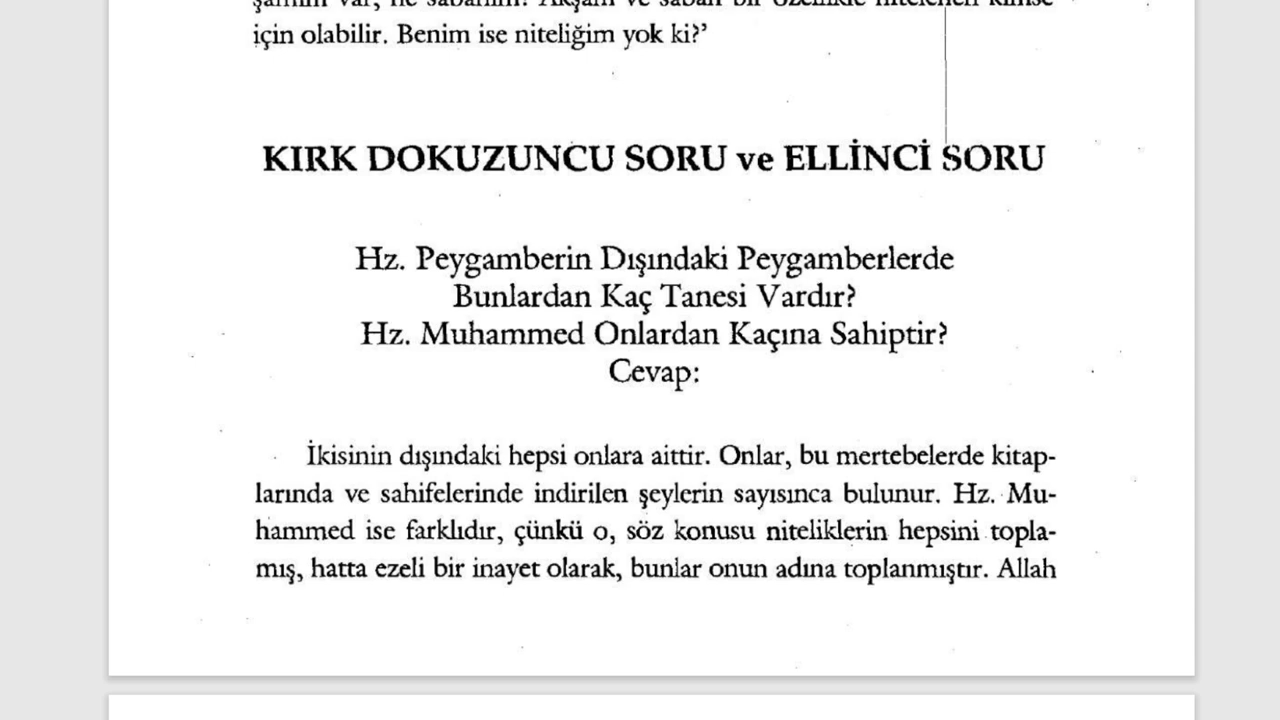 var, ne sabahım? Akşam ve sabah bir özellikle nitelenen kimse
için olabilir. Benim ise niteliğim yok ki?’
KIRK DOKUZUNCU SORU ve ELLİNCİ SORU
Hz. Peygamberin Dışındaki Peygamberlerde
Bunlardan Kaç Tanesi Vardır?
Hz. Muhammed Onlardan Kaçına Sahiptir?
Cevap:
İkisinin dışındaki hepsi onlara aittir. Onlar, bu mertebelerde kitap-
larında ve sahifelerinde indirilen şeylerin sayısınca bulunur. Hz. Mu-
hammed ise farklıdır, çünkü o, söz konusu niteliklerin hepsini topla-
mış, hatta ezeli bir inayet olarak, bunlar onun adına toplanmıştır. Allah